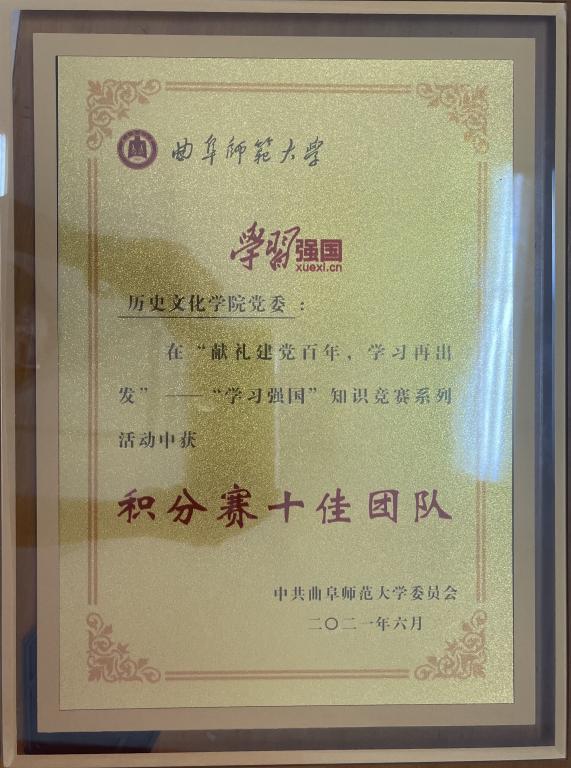 曲阜师範大学
学習强国
xuexi.cn
历史文化学院党委：
在“献礼建党百年，学习再出
发”——“学习强国”知识竞赛系列
活动中获
积分赛十佳团队
中共曲阜师范大学委员会
二〇二一年六月